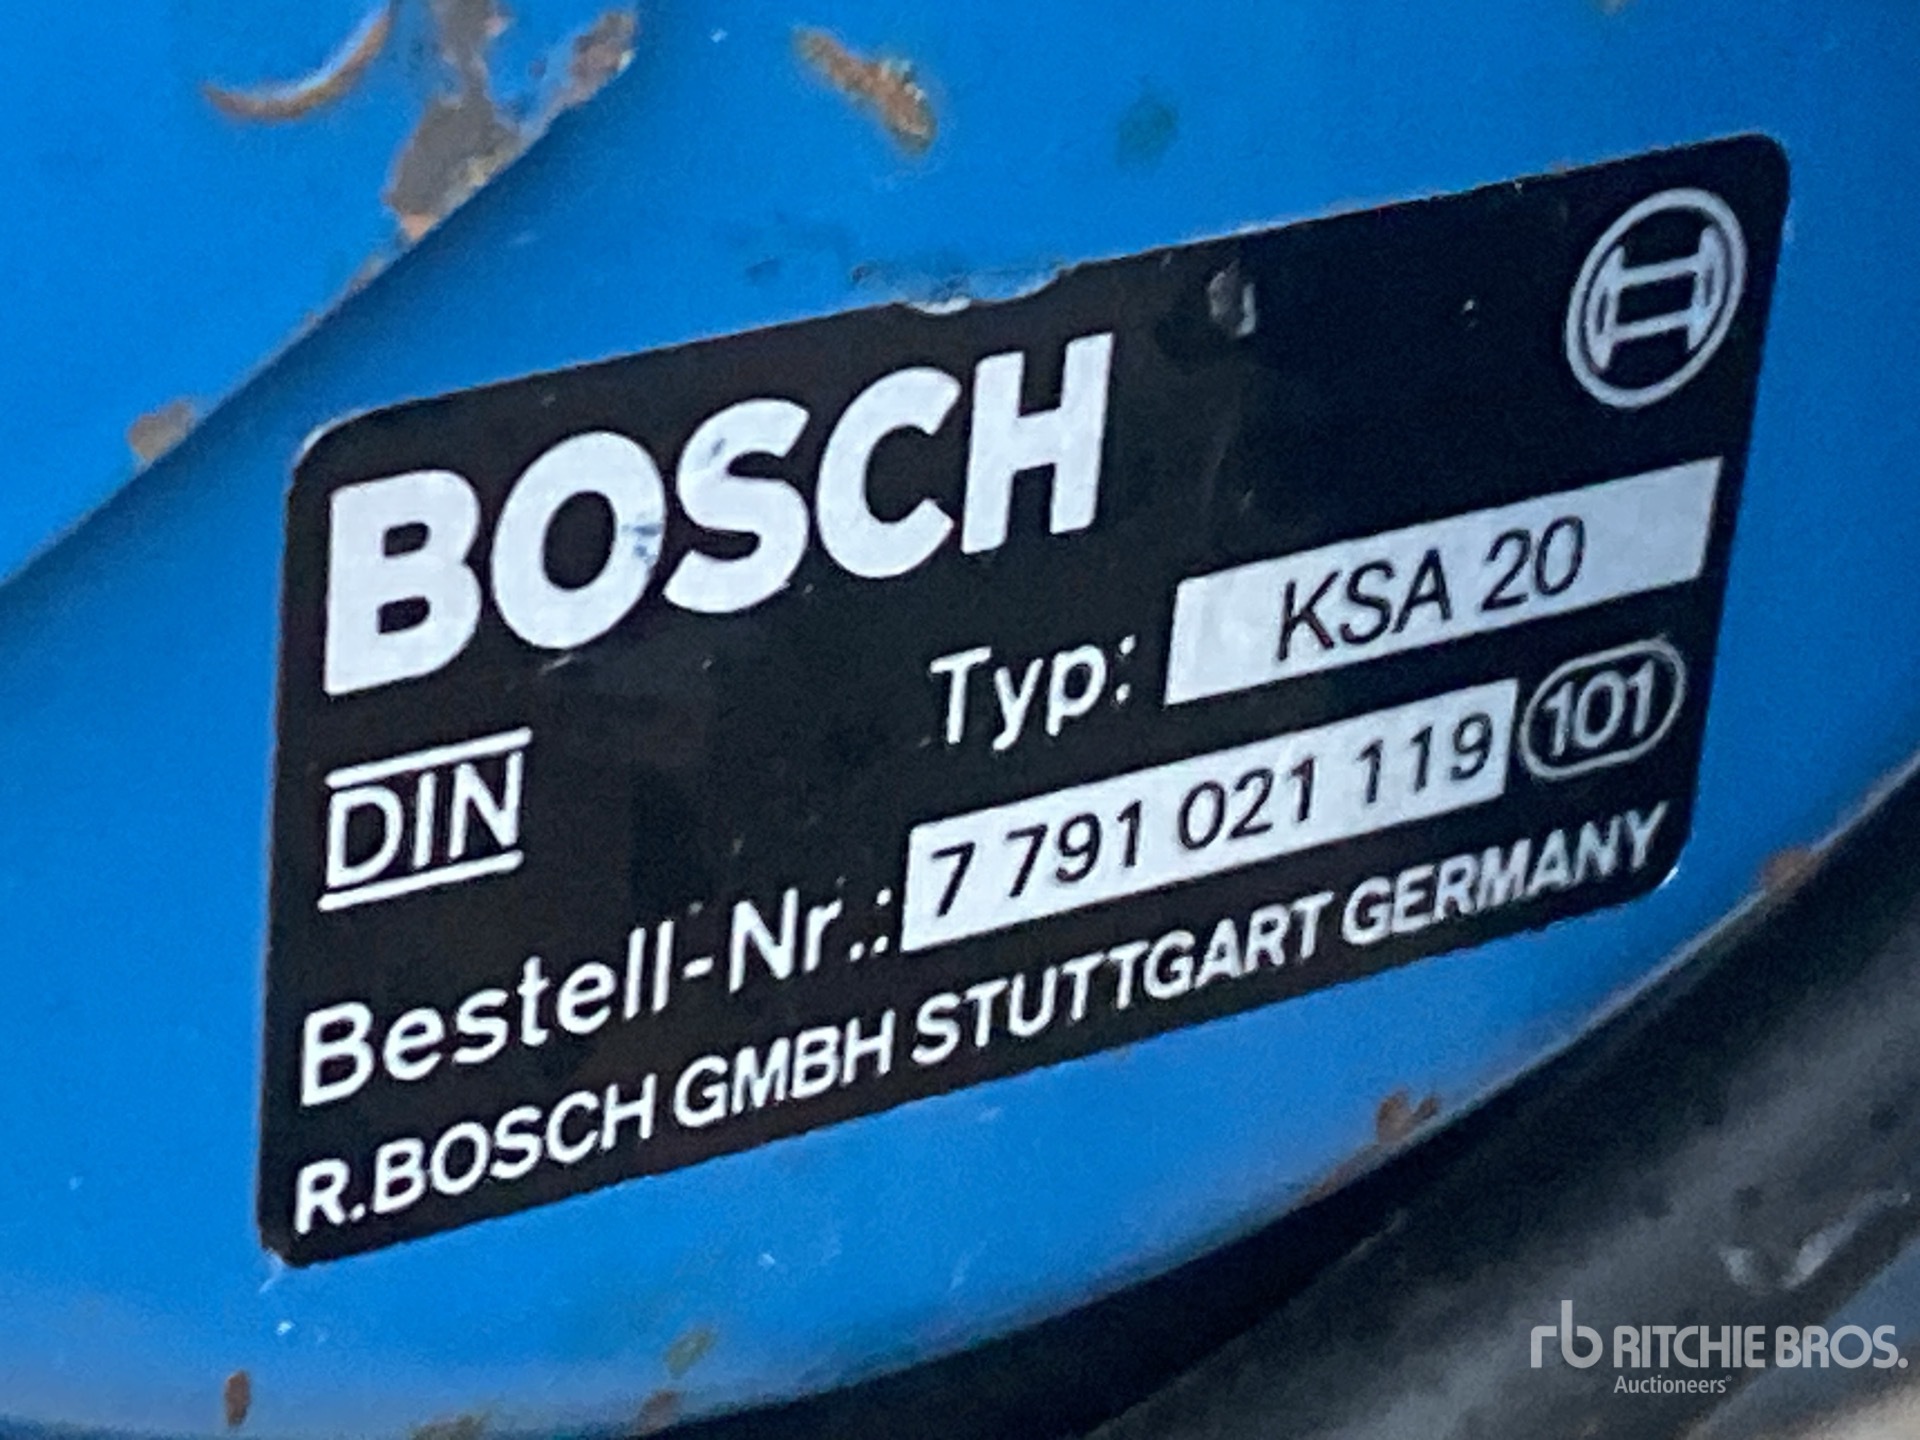 BOSCH
Typ: KSA 20
DIN
Bestell-Nr.: 7 791 021 119 101
R.BOSCH GMBH STUTTGART GERMANY
rb RITCHIE BROS.
Auctioneers®